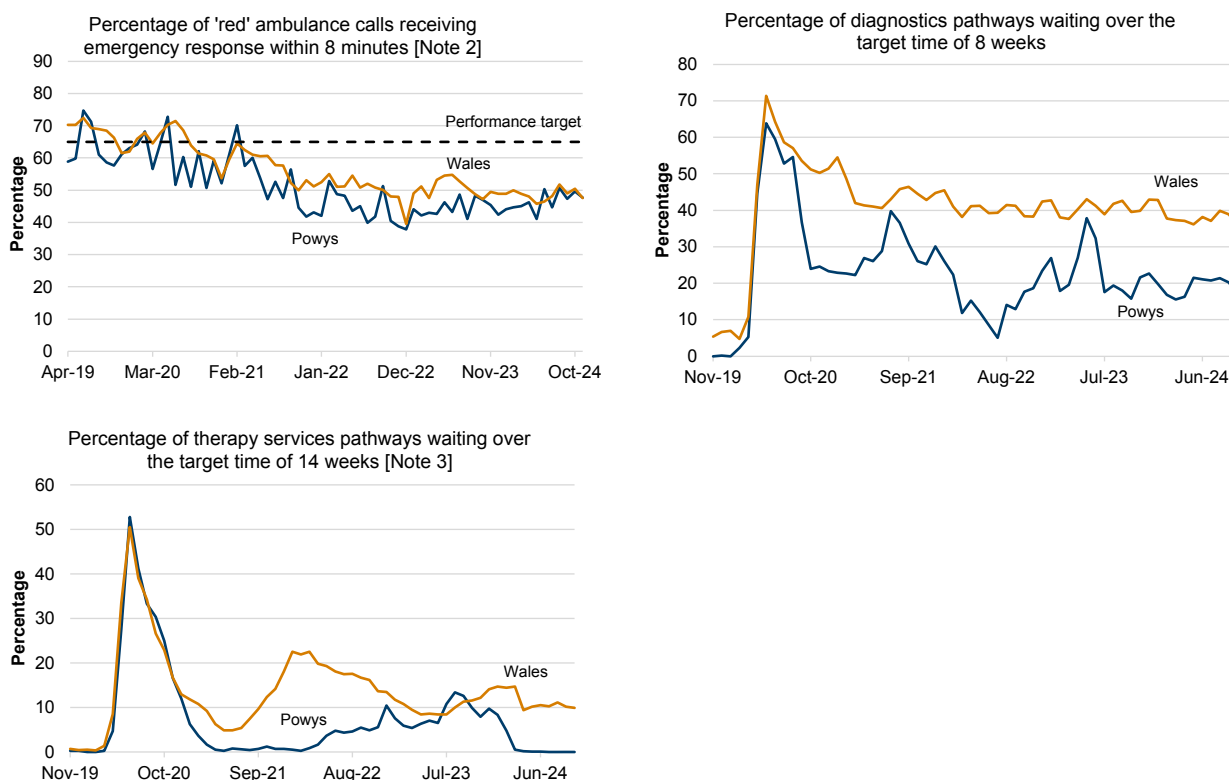 Percentage of 'red' ambulance calls receiving
emergency response within 8 minutes [Note 2]
90
80
70
60
50
40
30
20
10
0
Percentage
Performance target
Wales
Powys
Apr-19 Mar-20 Feb-21 Jan-22 Dec-22 Nov-23 Oct-24
Percentage of diagnostics pathways waiting over the
target time of 8 weeks
80
70
60
50
40
30
20
10
0
Percentage
Wales
Powys
Nov-19 Oct-20 Sep-21 Aug-22 Jul-23 Jun-24
Percentage of therapy services pathways waiting over
the target time of 14 weeks [Note 3]
60
50
40
30
20
10
0
Percentage
Wales
Powys
Nov-19 Oct-20 Sep-21 Aug-22 Jul-23 Jun-24